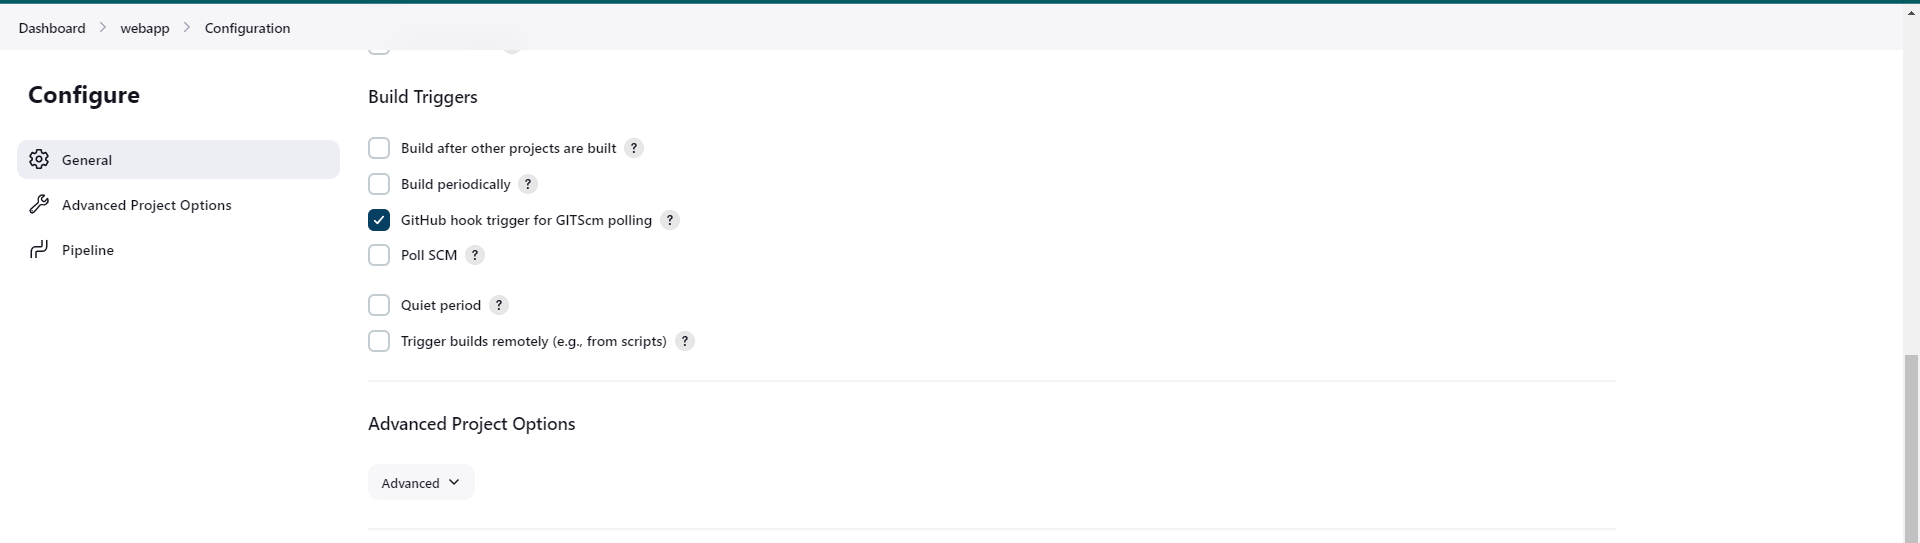 Dashboard > webapp > Configuration
Configure
General
Advanced Project Options
Pipeline
Build Triggers
Build after other projects are built ?
Build periodically ?
GitHub hook trigger for GITScm polling ?
Poll SCM ?
Quiet period ?
Trigger builds remotely (e.g., from scripts) ?
Advanced Project Options
Advanced